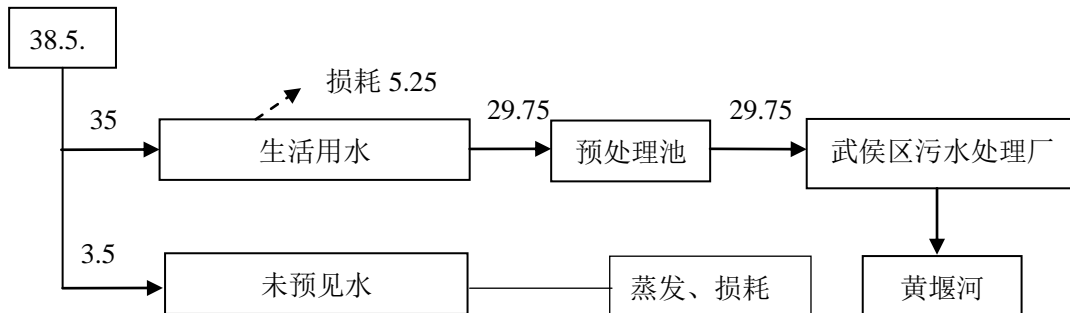 38.5.
损耗 5.25
35
29.75
29.75
生活用水
预处理池
武侯区污水处理厂
3.5
未预见水
蒸发、损耗
黄堰河